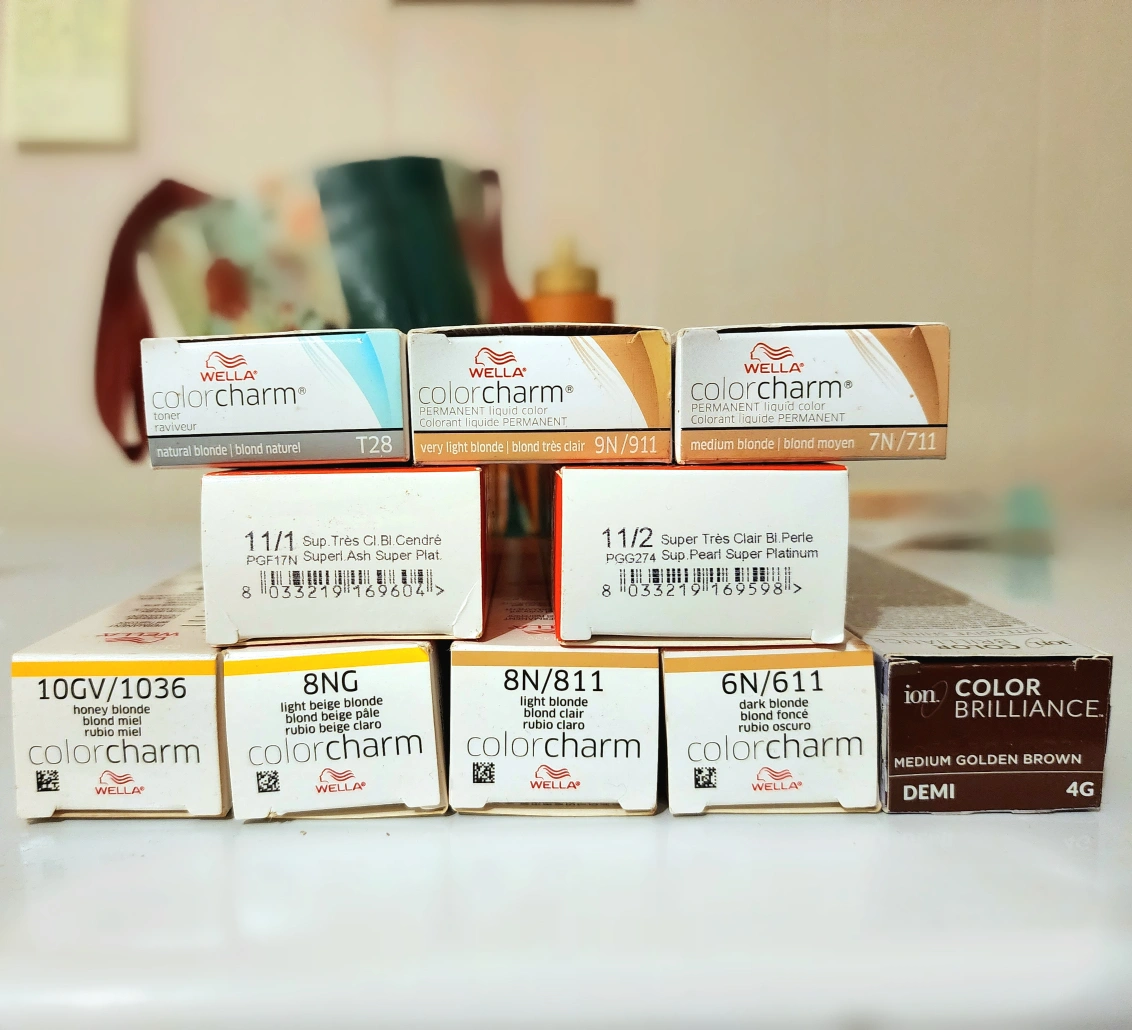 WELLA®
colorcharm®
toner
raviveur
natural blonde | blond naturel T28
WELLA®
colorcharm®
PERMANENT liquid color
Colorant liquide PERMANENT
very light blonde | blond très clair 9N/911
WELLA®
colorcharm®
PERMANENT liquid color
Colorant liquide PERMANENT
medium blonde | blond moyen 7N/711
11/1 Sup.Très Cl.Bl.Cendré
PGF17N Superl.Ash Super Plat.
8 033219 169604 >
11/2 Super Très Clair Bl.Perle
PGG274 Sup.Pearl Super Platinum
8 033219 169598 >
WELLA
10GV/1036
honey blonde
blond miel
rubio miel
colorcharm
WELLA®
8NG
light beige blonde
blond beige pâle
rubio beige claro
colorcharm
WELLA®
8N/811
light blonde
blond clair
rubio claro
colorcharm
WELLA®
6N/611
dark blonde
blond foncé
rubio oscuro
colorcharm
WELLA®
ion. COLOR
BRILLIANCE™
MEDIUM GOLDEN BROWN
DEMI 4G